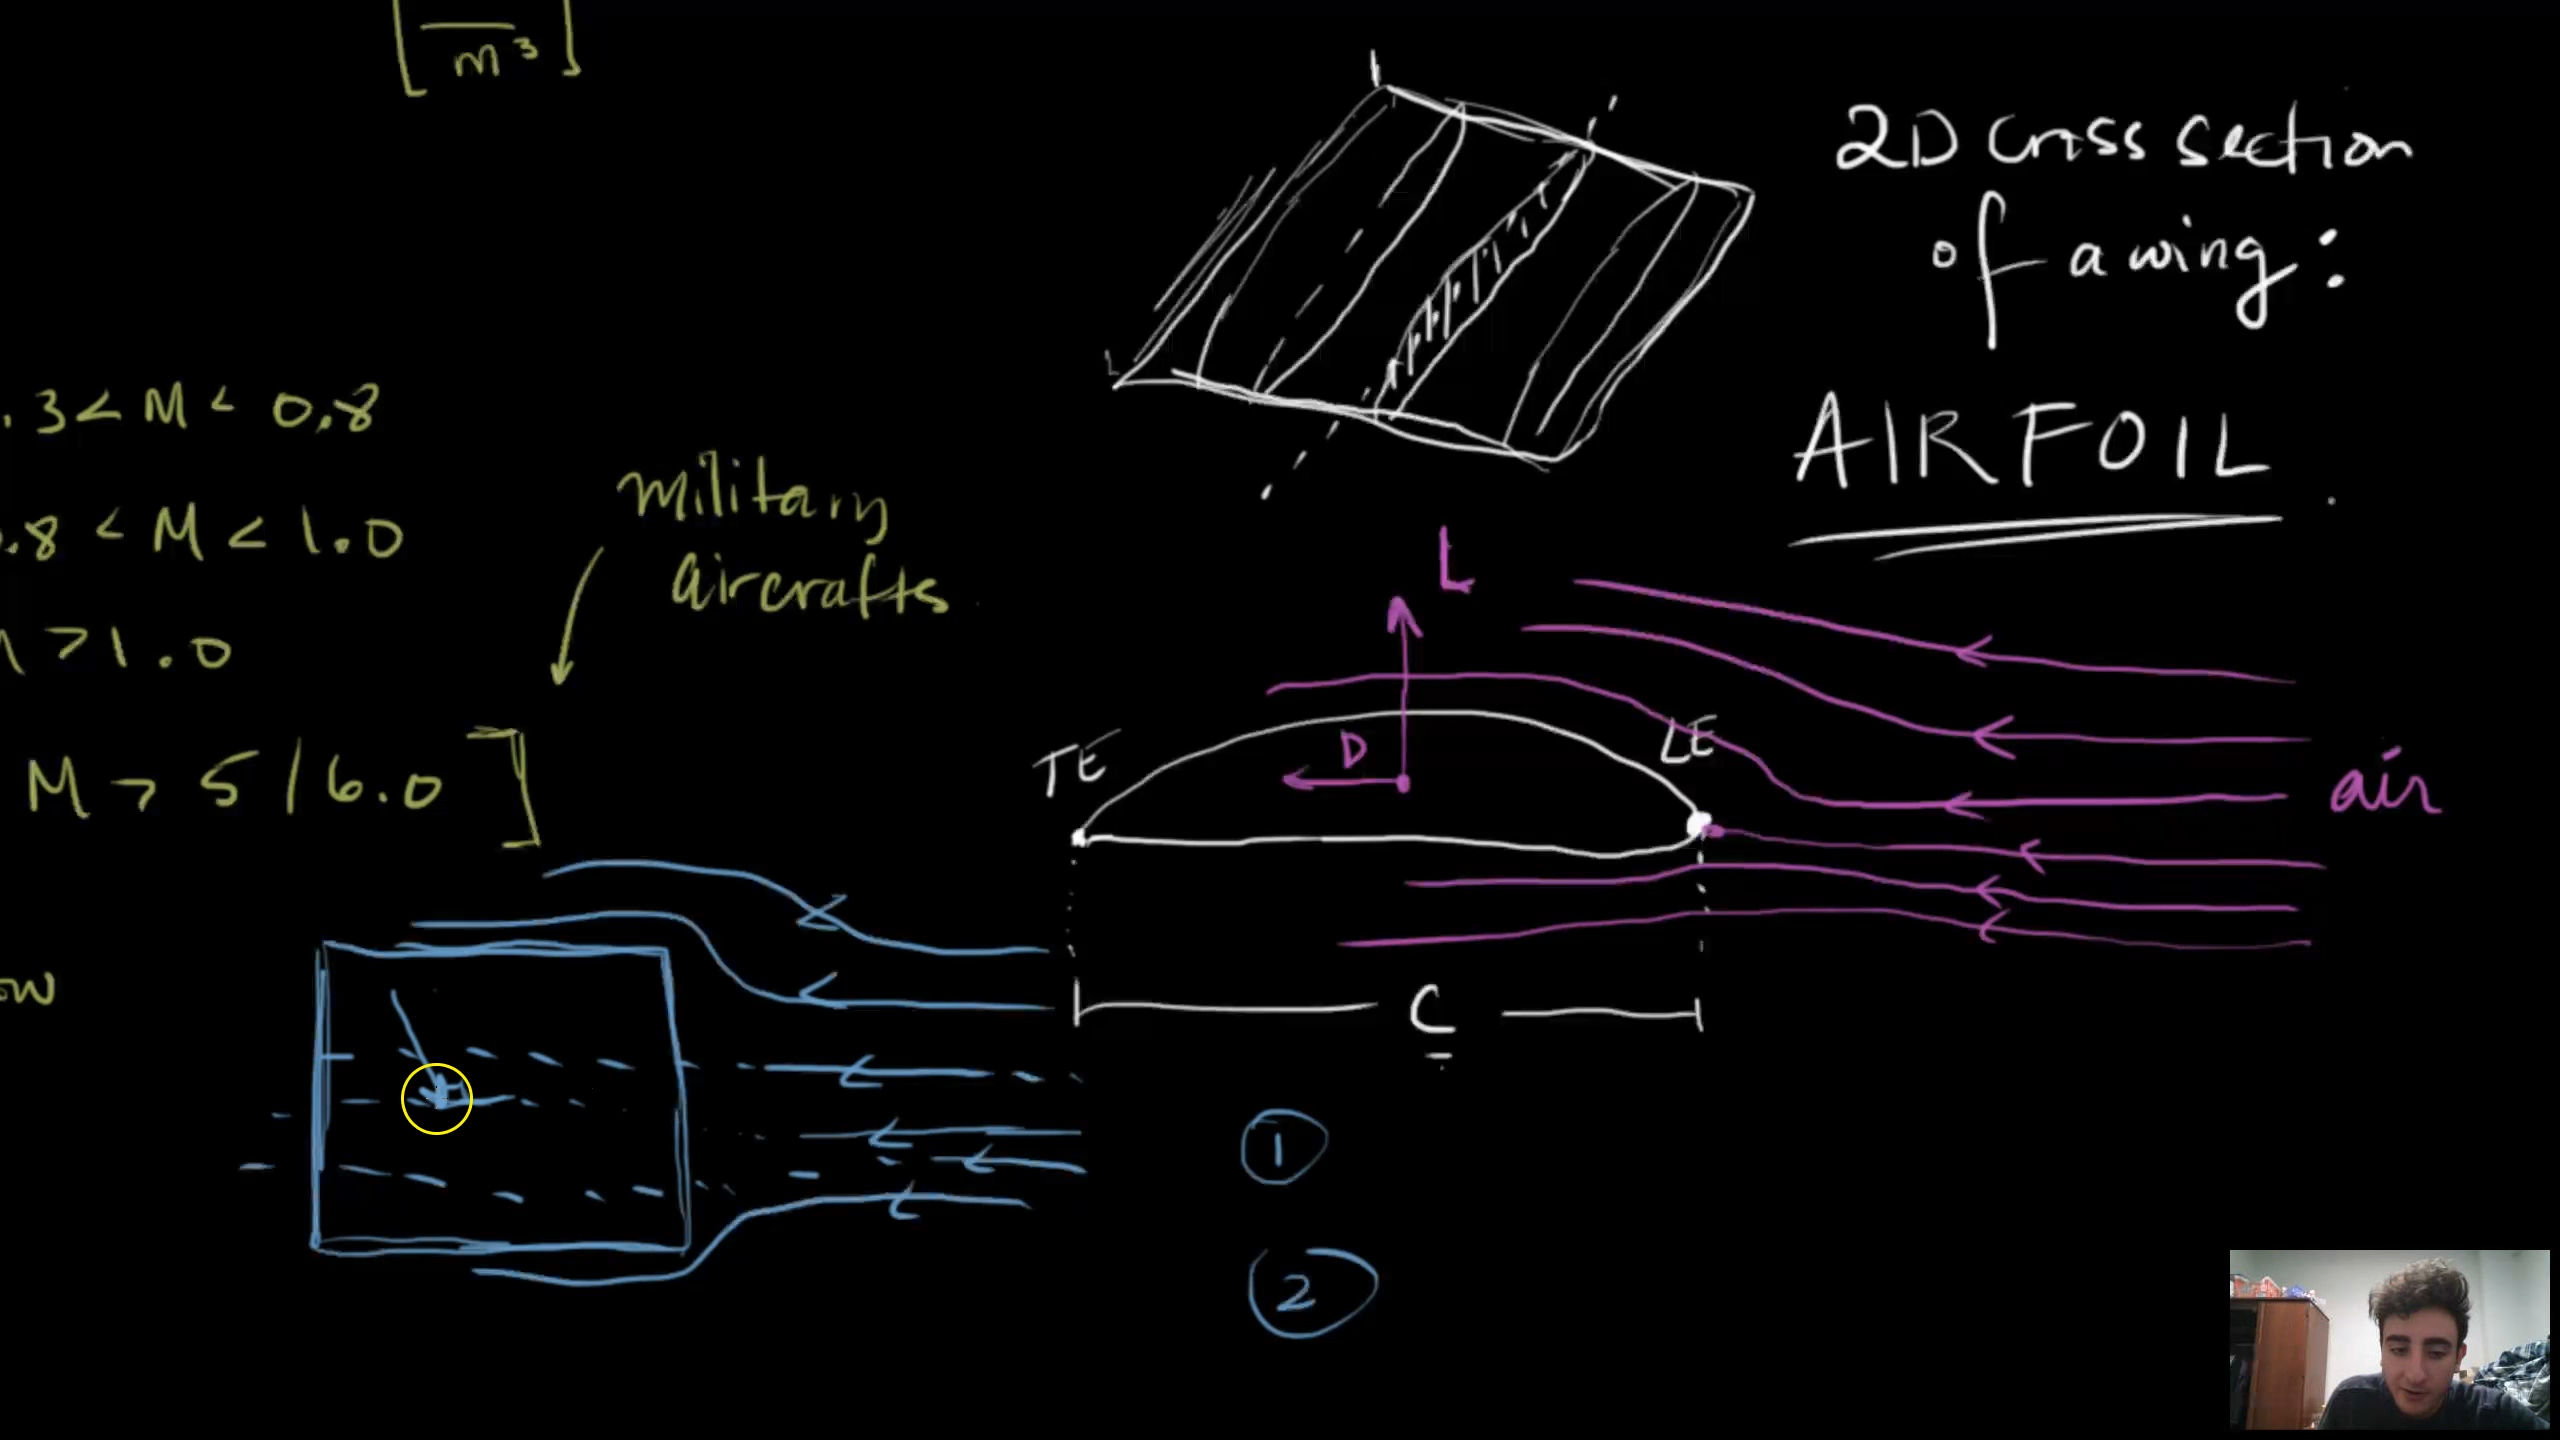 m³
.3 < M < 0.8
.8 < M < 1.0
M > 1.0
M > 5 / 6.0
ow
military
aircrafts
2D cross section
of a wing:
AIRFOIL
L
D
TE
LE
air
C
1
2